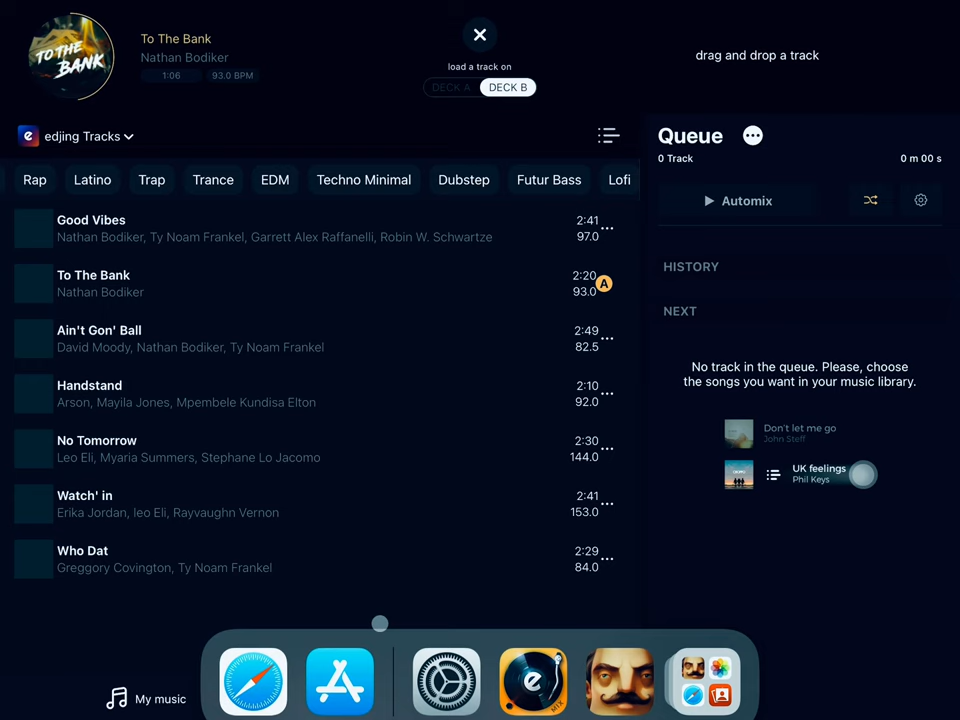 TO THE
BANK
To The Bank
Nathan Bodiker
1:06
93.0 BPM
load a track on
DECK A
DECK B
drag and drop a track
edjing Tracks
Rap
Latino
Trap
Trance
EDM
Techno Minimal
Dubstep
Futur Bass
Lofi
Good Vibes
2:41
Nathan Bodiker, Ty Noam Frankel, Garrett Alex Raffanelli, Robin W. Schwartze
97.0
To The Bank
2:20
Nathan Bodiker
93.0
A
Ain't Gon' Ball
2:49
David Moody, Nathan Bodiker, Ty Noam Frankel
82.5
Handstand
2:10
Arson, Mayila Jones, Mpembele Kundisa Elton
92.0
No Tomorrow
2:30
Leo Eli, Myaria Summers, Stephane Lo Jacomo
144.0
Watch' in
2:41
Erika Jordan, leo Eli, Rayvaughn Vernon
153.0
Who Dat
2:29
Greggory Covington, Ty Noam Frankel
84.0
Queue
0 Track
0 m 00 s
Automix
HISTORY
NEXT
No track in the queue. Please, choose
the songs you want in your music library.
Don't let me go
John Steff
UK feelings
Phil Keys
My music
e
MIX